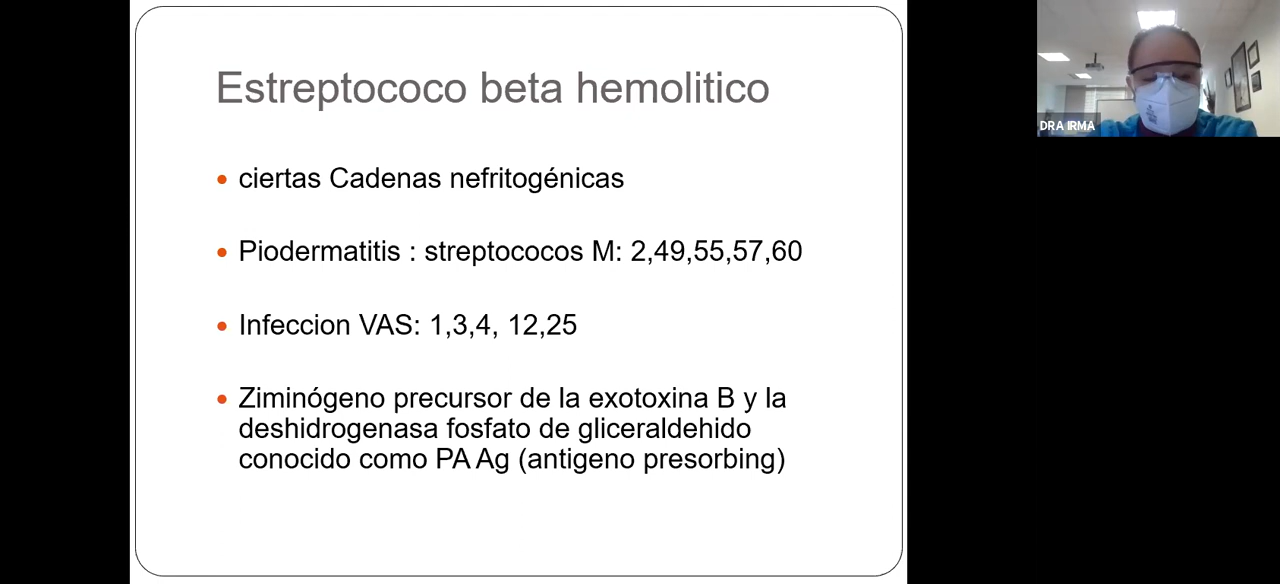 Estreptococo beta hemolitico
• ciertas Cadenas nefritogénicas
• Piodermatitis : streptococos M: 2,49,55,57,60
• Infeccion VAS: 1,3,4, 12,25
• Ziminógeno precursor de la exotoxina B y la
deshidrogenasa fosfato de gliceraldehido
conocido como PA Ag (antigeno presorbing)
DRA IRMA